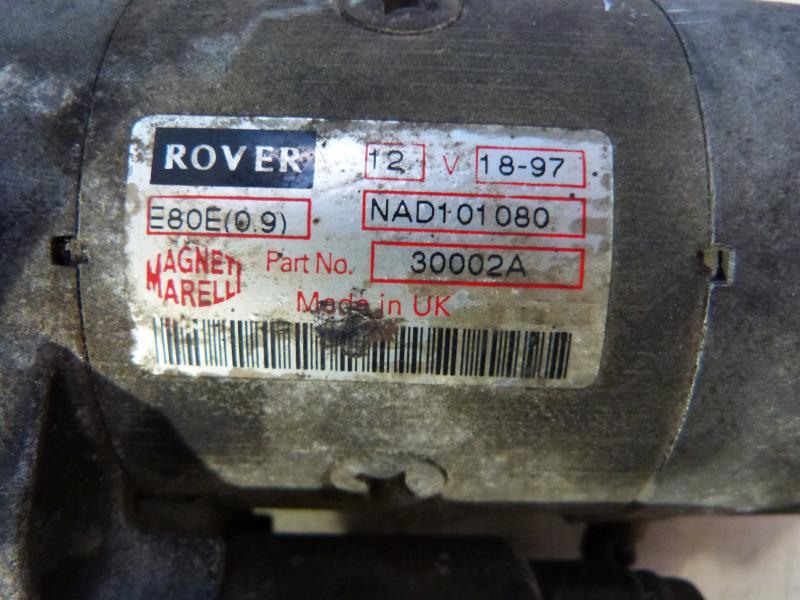 ROVER 12 V 18-97
E80E(0.9) NAD101080
MAGNETI MARELLI Part No. 30002A
Made in UK